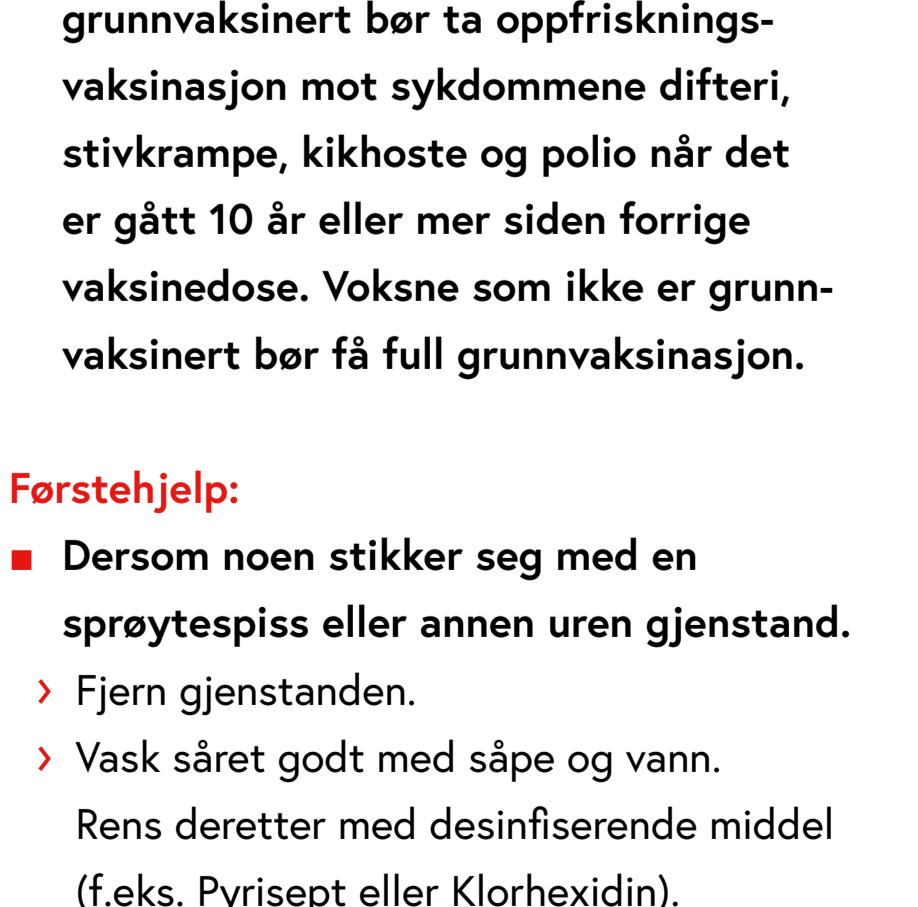 grunnvaksinert bør ta oppfrisknings-
vaksinasjon mot sykdommene difteri,
stivkrampe, kikhoste og polio når det
er gått 10 år eller mer siden forrige
vaksinedose. Voksne som ikke er grunn-
vaksinert bør få full grunnvaksinasjon.
Førstehjelp:
■ Dersom noen stikker seg med en
sprøytespiss eller annen uren gjenstand.
› Fjern gjenstanden.
› Vask såret godt med såpe og vann.
Rens deretter med desinfiserende middel
(f.eks. Pyrisept eller Klorhexidin).